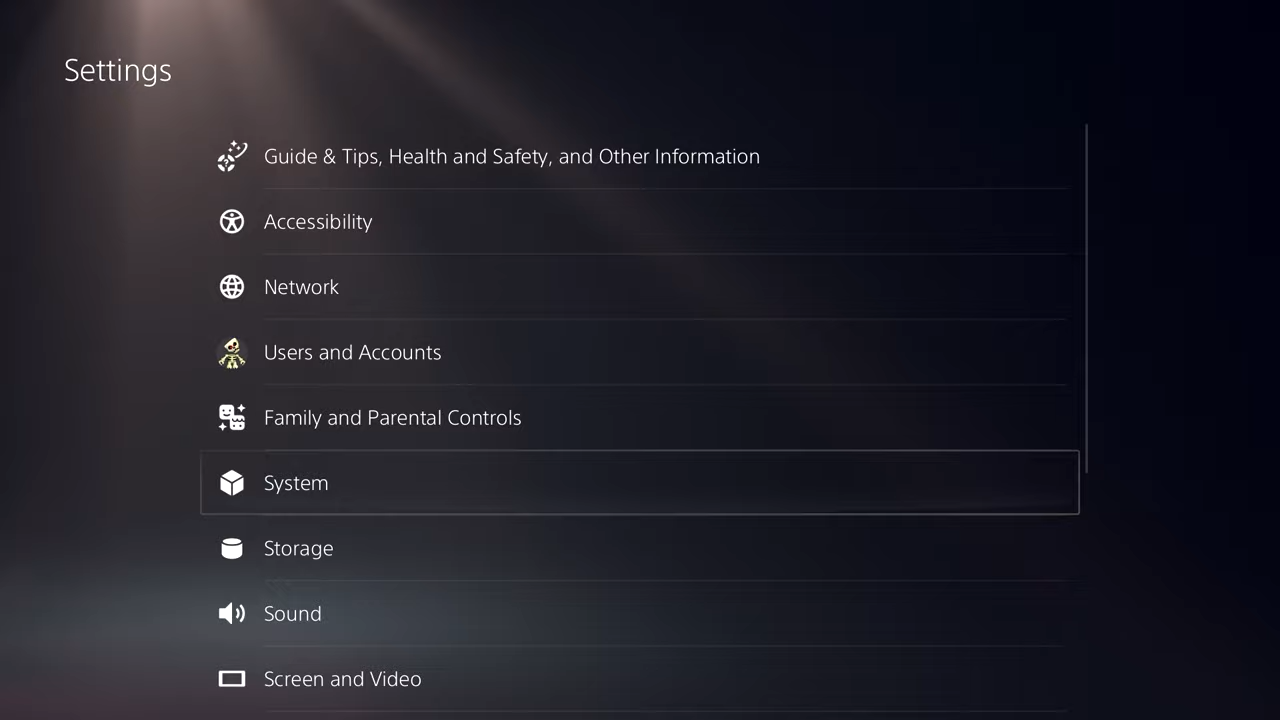 Settings
Guide & Tips, Health and Safety, and Other Information
Accessibility
Network
Users and Accounts
Family and Parental Controls
System
Storage
Sound
Screen and Video